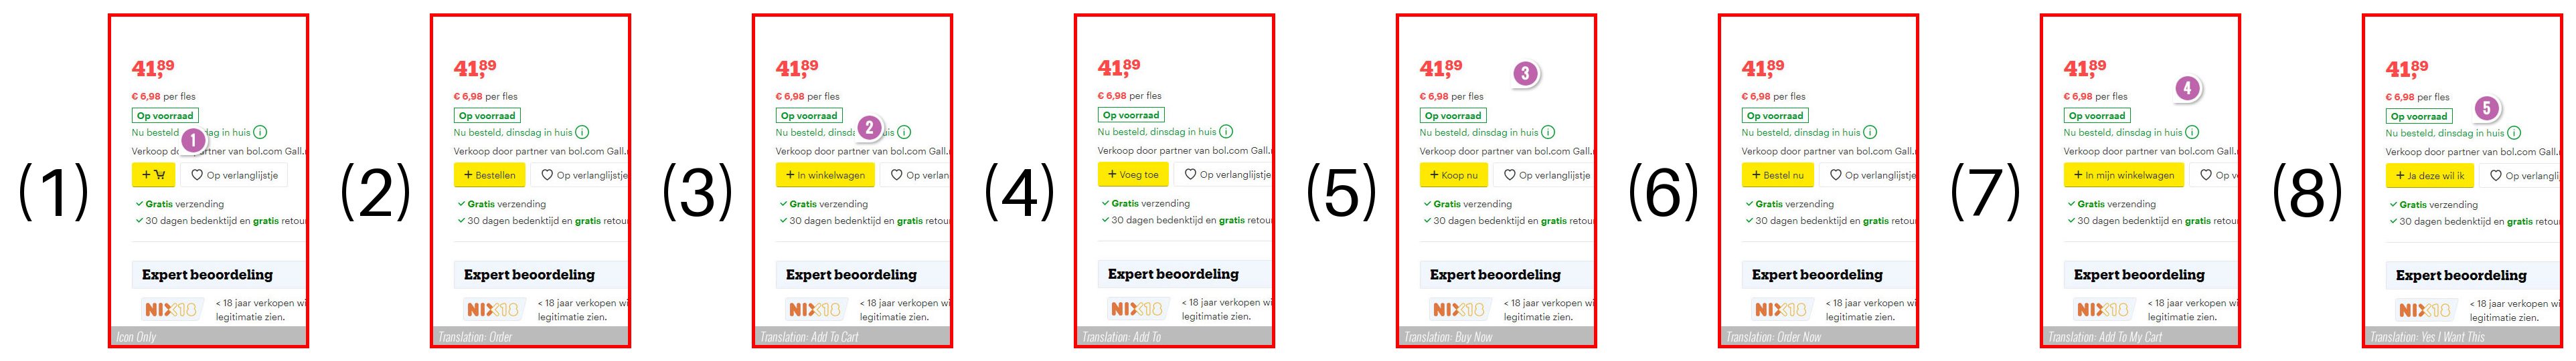 (1)
41,89
€ 6,98 per fles
Op voorraad
Nu besteld, dag in huis i
1
Verkoop door partner van bol.com Gall.
+
Op verlanglijstje
Gratis verzending
30 dagen bedenktijd en gratis retou
Expert beoordeling
NIX18
< 18 jaar verkopen wi
legitimatie zien.
Icon Only
(2)
41,89
€ 6,98 per fles
Op voorraad
Nu besteld, dinsdag in huis i
Verkoop door partner van bol.com Gall.
+ Bestellen
Op verlanglijstje
Gratis verzending
30 dagen bedenktijd en gratis retou
Expert beoordeling
NIX18
< 18 jaar verkopen wi
legitimatie zien.
Translation: Order
(3)
41,89
€ 6,98 per fles
Op voorraad
Nu besteld, dinsda uis i
2
Verkoop door partner van bol.com Gall.
+ In winkelwagen
Op verlan
Gratis verzending
30 dagen bedenktijd en gratis retou
Expert beoordeling
NIX18
< 18 jaar verkopen wi
legitimatie zien.
Translation: Add To Cart
(4)
41,89
€ 6,98 per fles
Op voorraad
Nu besteld, dinsdag in huis i
Verkoop door partner van bol.com Gall.
+ Voeg toe
Op verlanglijstje
Gratis verzending
30 dagen bedenktijd en gratis retou
Expert beoordeling
NIX18
< 18 jaar verkopen wi
legitimatie zien.
Translation: Add To
(5)
41,89
3
€ 6,98 per fles
Op voorraad
Nu besteld, dinsdag in huis i
Verkoop door partner van bol.com Gall.
+ Koop nu
Op verlanglijstje
Gratis verzending
30 dagen bedenktijd en gratis retou
Expert beoordeling
NIX18
< 18 jaar verkopen wi
legitimatie zien.
Translation: Buy Now
(6)
41,89
€ 6,98 per fles
Op voorraad
Nu besteld, dinsdag in huis i
Verkoop door partner van bol.com Gall.
+ Bestel nu
Op verlanglijstje
Gratis verzending
30 dagen bedenktijd en gratis retou
Expert beoordeling
NIX18
< 18 jaar verkopen wi
legitimatie zien.
Translation: Order Now
(7)
41,89
4
€ 6,98 per fles
Op voorraad
Nu besteld, dinsdag in huis i
Verkoop door partner van bol.com Gall.
+ In mijn winkelwagen
Op v
Gratis verzending
30 dagen bedenktijd en gratis retou
Expert beoordeling
NIX18
< 18 jaar verkopen wi
legitimatie zien.
Translation: Add To My Cart
(8)
41,89
€ 6,98 per fles
5
Op voorraad
Nu besteld, dinsdag in huis i
Verkoop door partner van bol.com Gall.
+ Ja deze wil ik
Op verlangli
Gratis verzending
30 dagen bedenktijd en gratis retou
Expert beoordeling
NIX18
< 18 jaar verkopen wi
legitimatie zien.
Translation: Yes I Want This